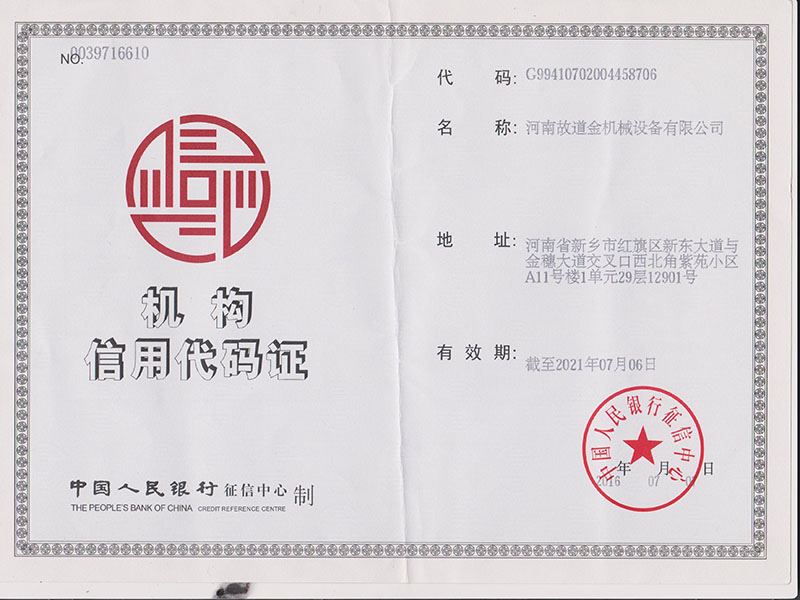 NO. 0039716610
机构
信用代码证
中国人民银行 征信中心 制
THE PEOPLE'S BANK OF CHINA CREDIT REFERENCE CENTRE
代 码: G99410702004458706
名 称: 河南故道金机械设备有限公司
地 址: 河南省新乡市红旗区新东大道与
金穗大道交叉口西北角紫苑小区
A11号楼1单元29层12901号
有效期: 截至2021年07月06日
中国人民银行征信中心
年 月 日
2016 07 07